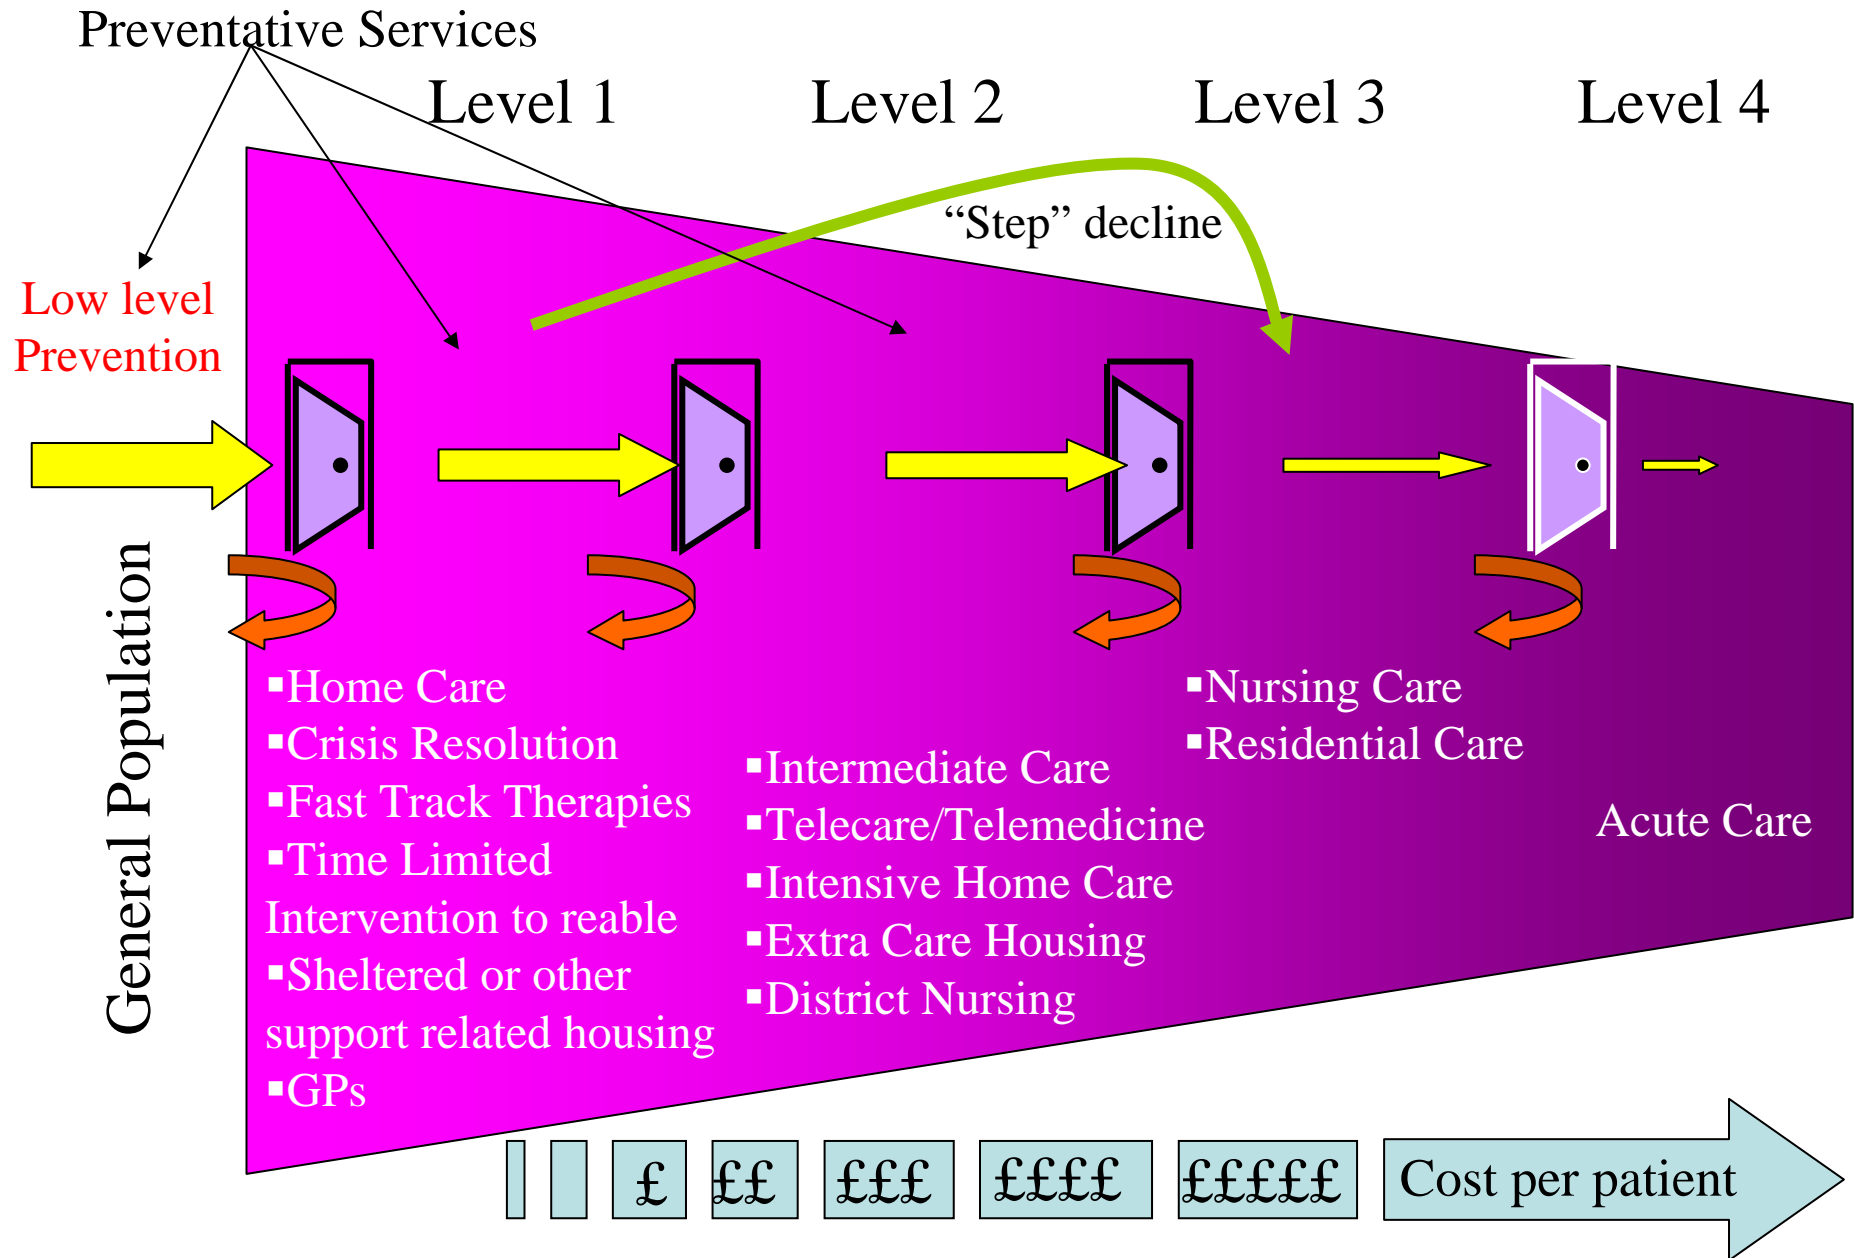 Preventative Services
Level 1
Level 2
Level 3
Level 4
“Step” decline
Low level
Prevention
General Population
▪Home Care
▪Crisis Resolution
▪Fast Track Therapies
▪Time Limited
Intervention to reable
▪Sheltered or other
support related housing
▪GPs
▪Intermediate Care
▪Telecare/Telemedicine
▪Intensive Home Care
▪Extra Care Housing
▪District Nursing
▪Nursing Care
▪Residential Care
Acute Care
£
££
£££
££££
£££££
Cost per patient